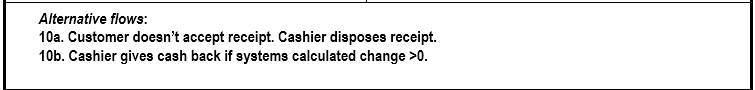 Alternative flows:
10a. Customer doesn't accept receipt. Cashier disposes receipt.
10b. Cashier gives cash back if systems calculated change >0.